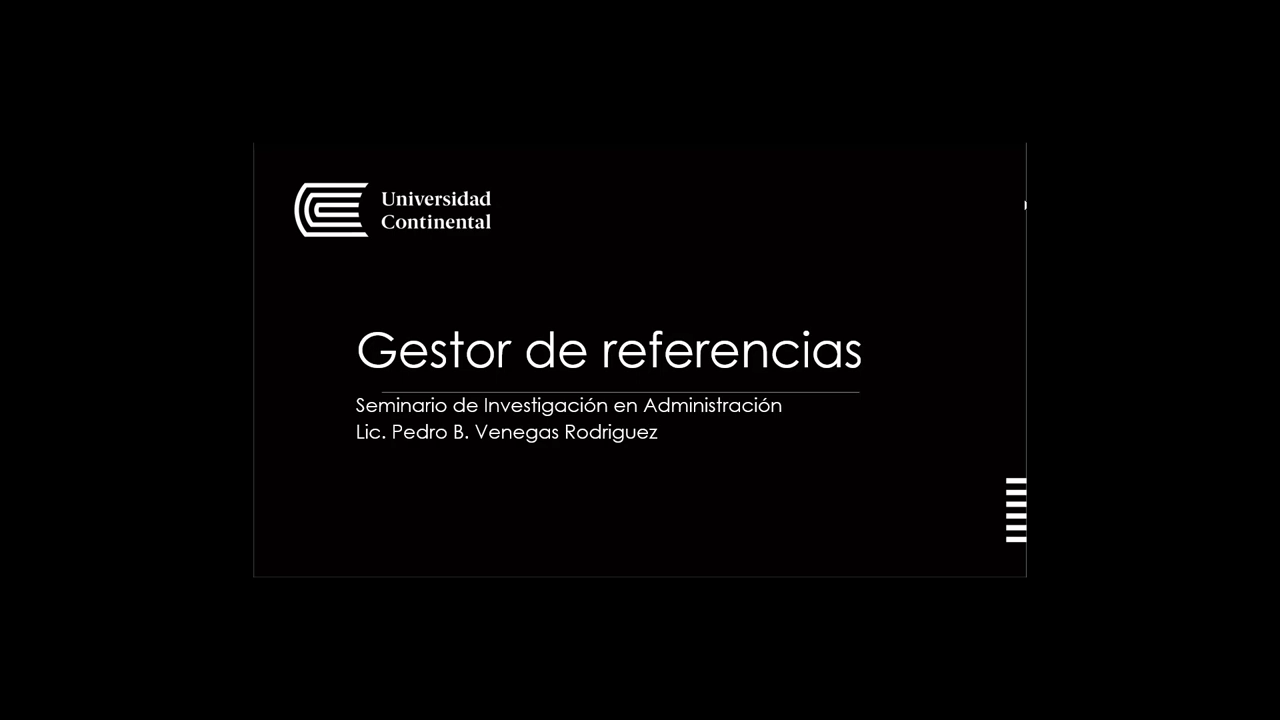 Universidad
Continental
Gestor de referencias
Seminario de Investigación en Administración
Lic. Pedro B. Venegas Rodriguez